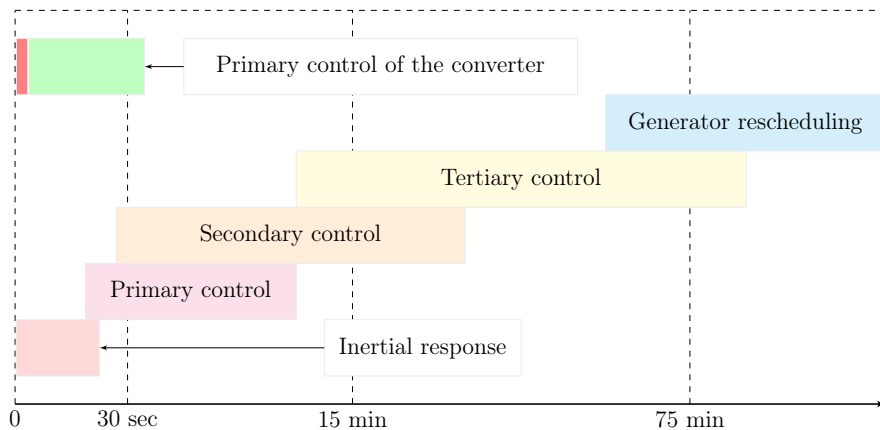 Primary control of the converter
Generator rescheduling
Tertiary control
Secondary control
Primary control
Inertial response
0
30 sec
15 min
75 min